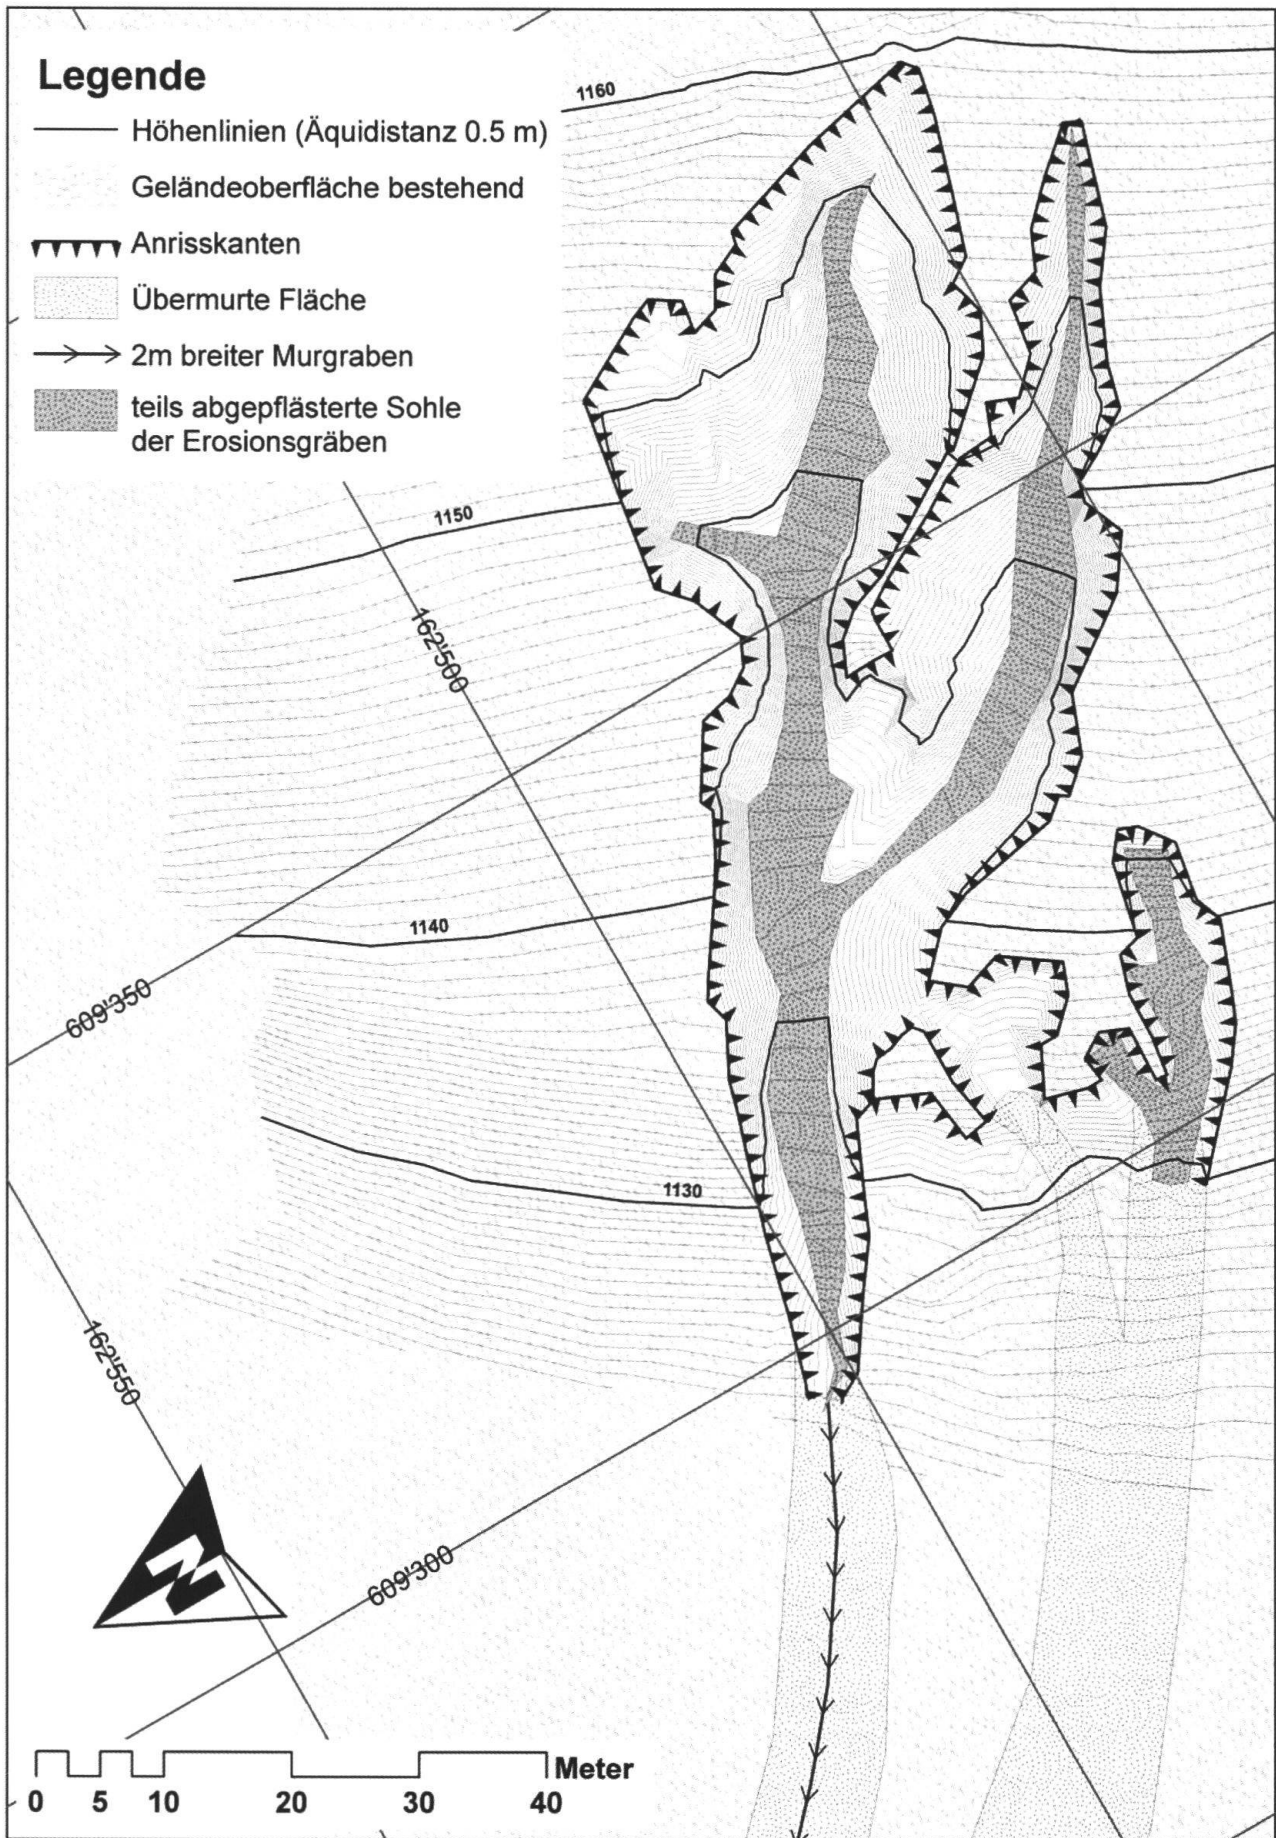 Legende
Höhenlinien (Äquidistanz 0.5 m)
Geländeoberfläche bestehend
Anrisskanten
Übermurte Fläche
2m breiter Murgraben
teils abgepflästerte Sohle
der Erosionsgräben
1160
1150
162'500
1140
609'350
1130
162'550
609'300
N
Meter
0 5 10 20 30 40